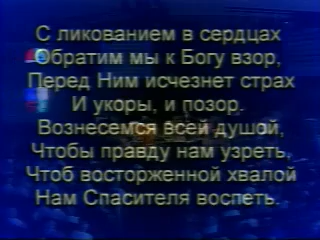 С ликованием в сердцах
Обратим мы к Богу взор,
Перед Ним исчезнет страх
И укоры, и позор.
Вознесемся всей душой,
Чтобы правду нам узреть,
Чтоб восторженной хвалой
Нам Спасителя воспеть.